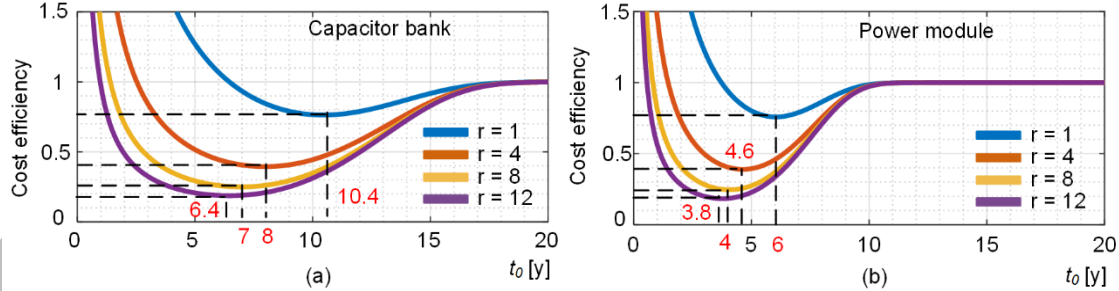 1.5
Capacitor bank
Cost efficiency
1
0.5
0
r = 1
r = 4
r = 8
r = 12
6.4
7
8
10.4
0
5
10
15
20
t₀ [y]
(a)
1.5
Power module
Cost efficiency
1
0.5
0
r = 1
r = 4
r = 8
r = 12
4.6
3.8
4
6
0
5
10
15
20
t₀ [y]
(b)